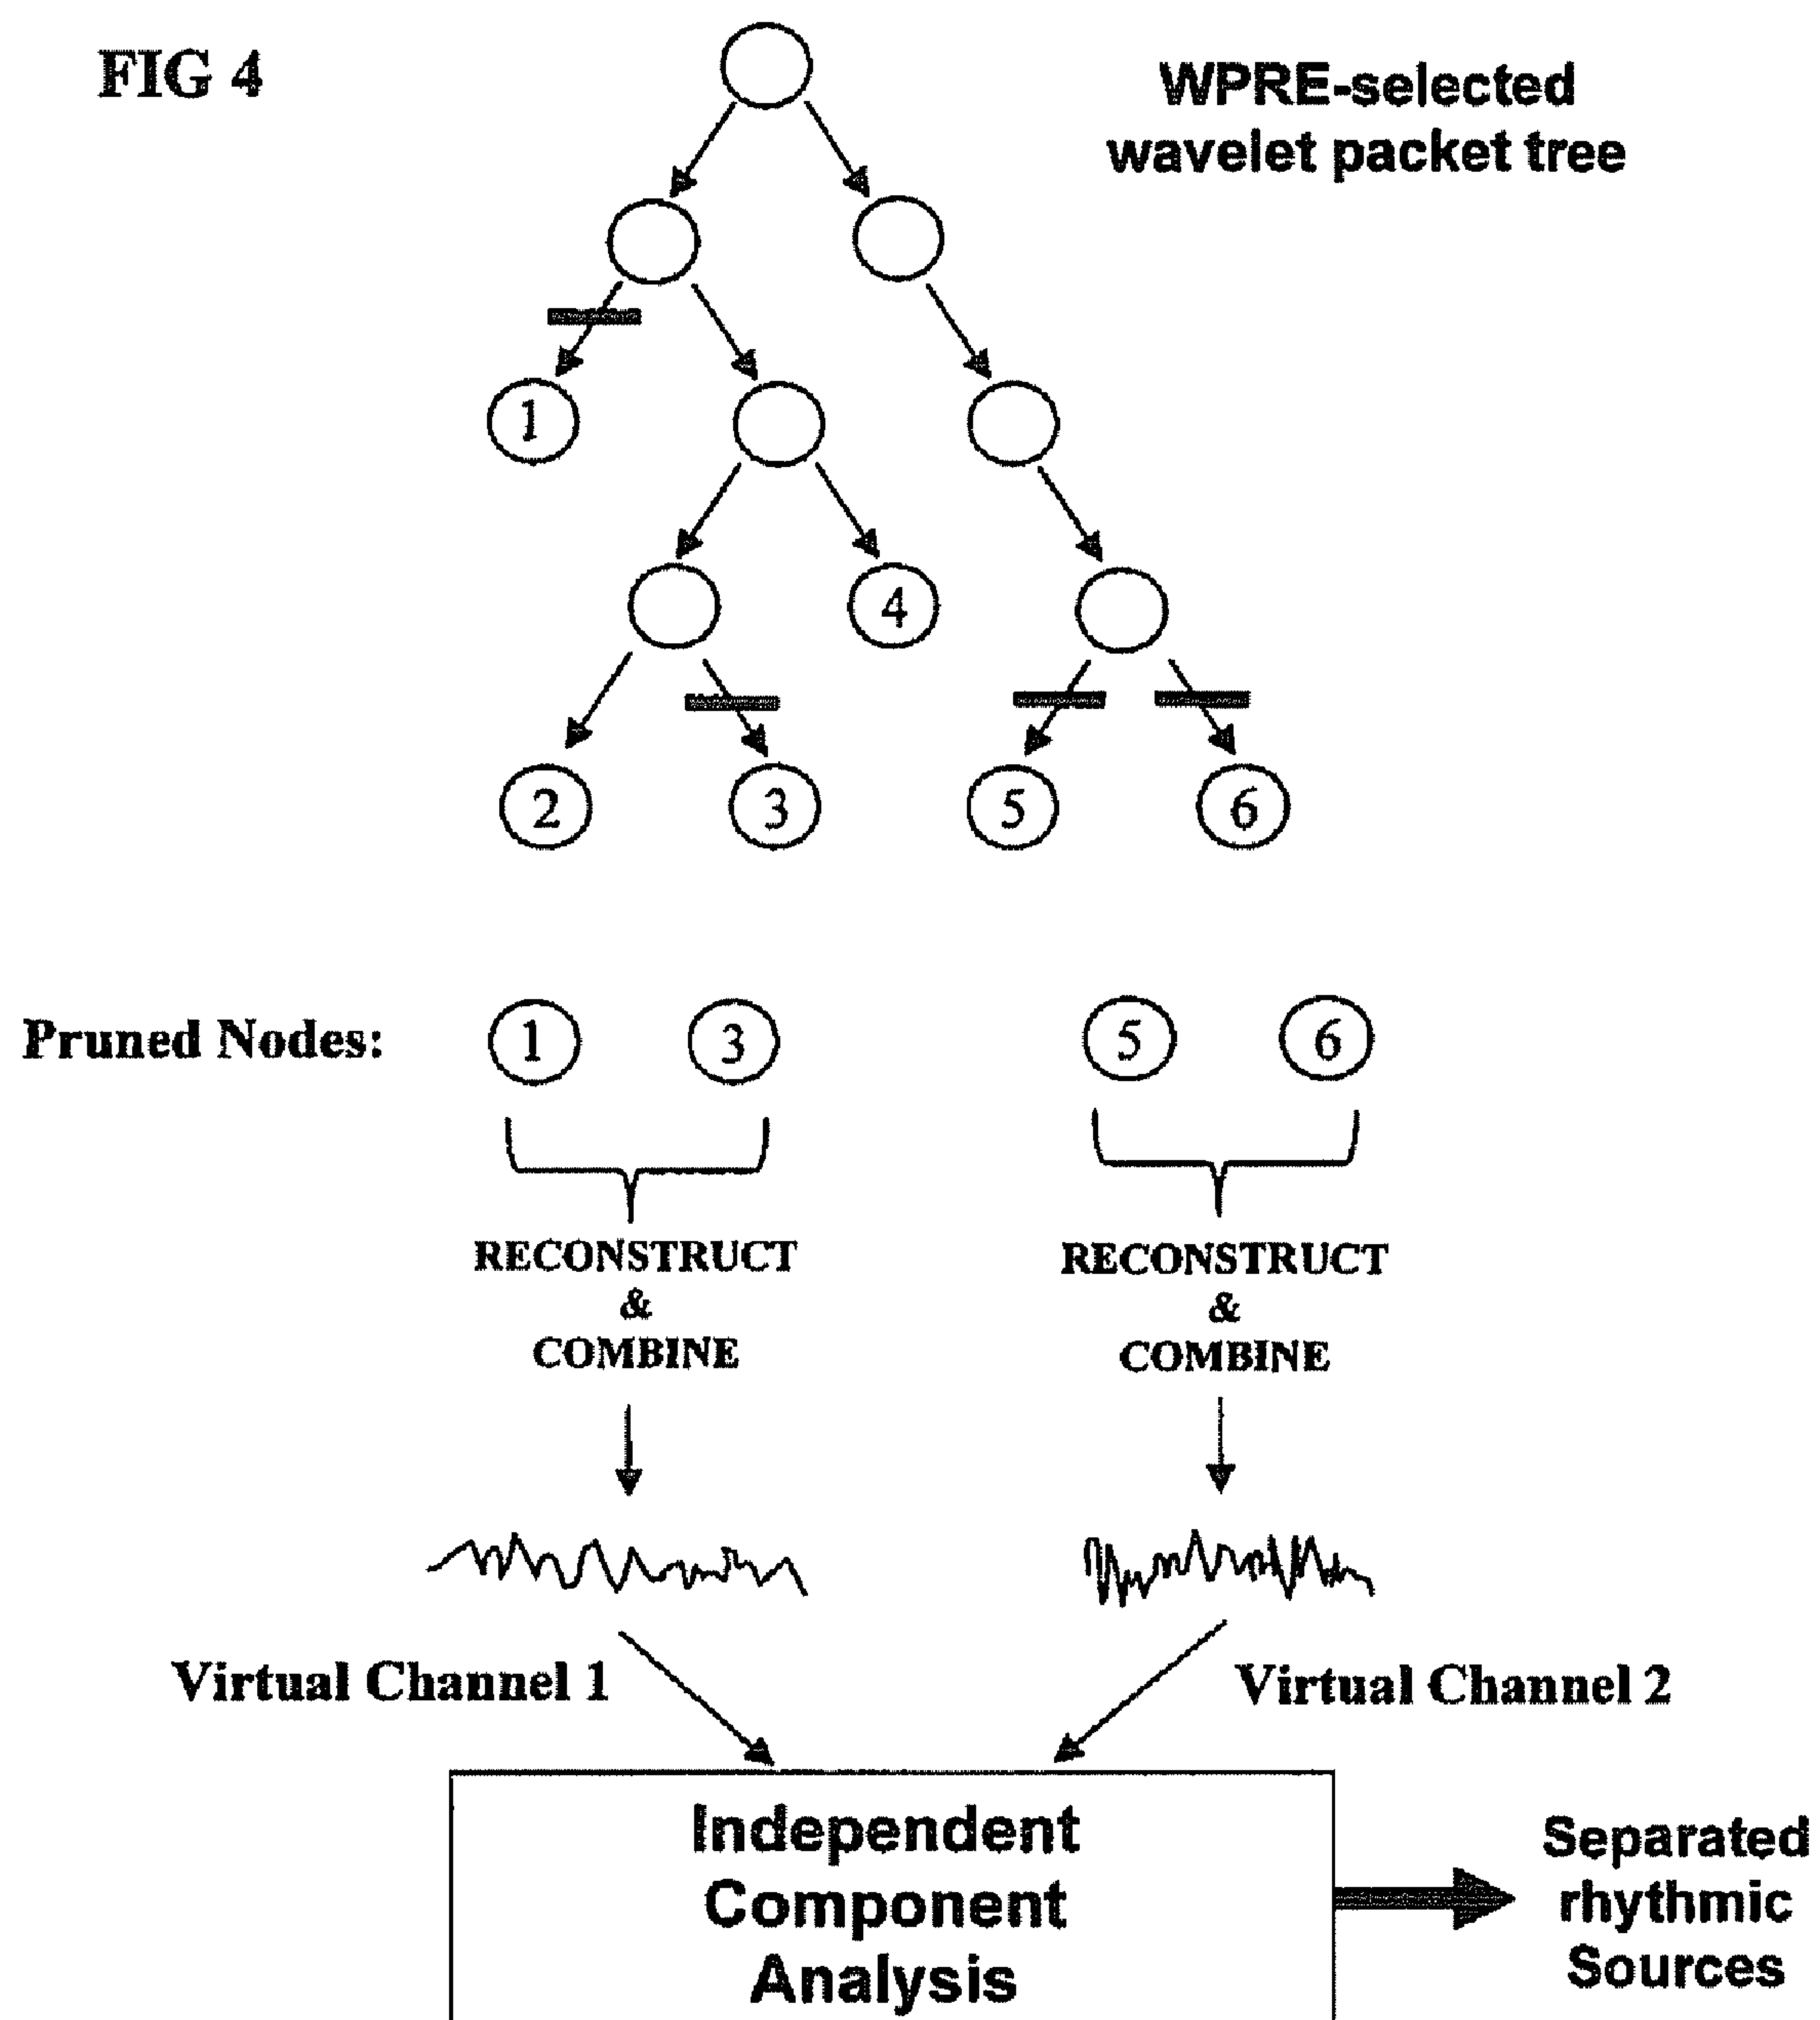 FIG 4
WPRE-selected
wavelet packet tree
1
4
2 3 5 6
Pruned Nodes: 1 3 5 6
RECONSTRUCT
&
COMBINE
RECONSTRUCT
&
COMBINE
Virtual Channel 1
Virtual Channel 2
Independent
Component
Analysis
Separated
rhythmic
Sources